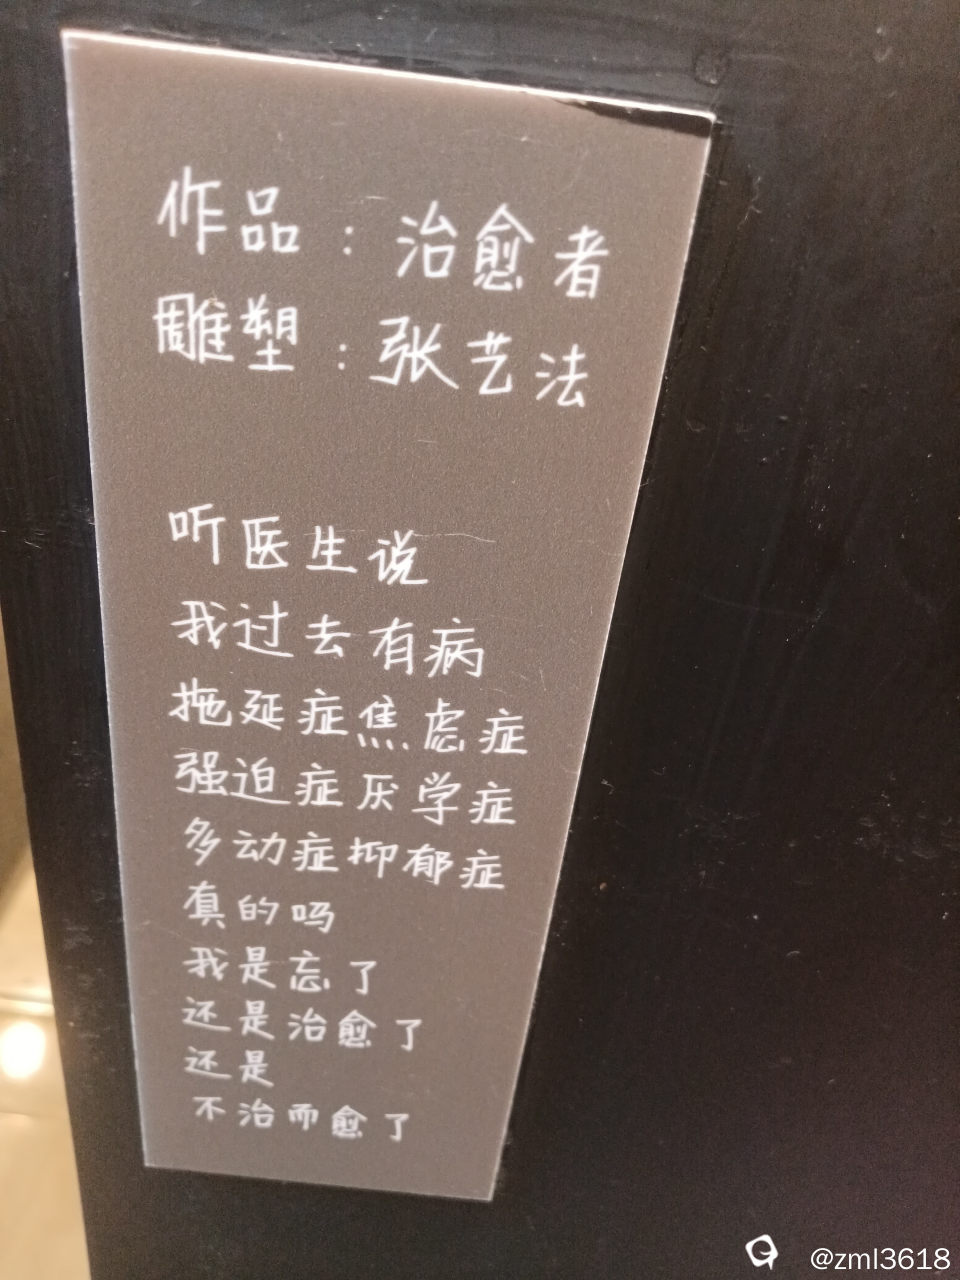 作品：治愈者
雕塑：张艺法
听医生说
我过去有病
拖延症焦虑症
强迫症厌学症
多动症抑郁症
真的吗
我是忘了
还是治愈了
还是
不治而愈了
@zml3618